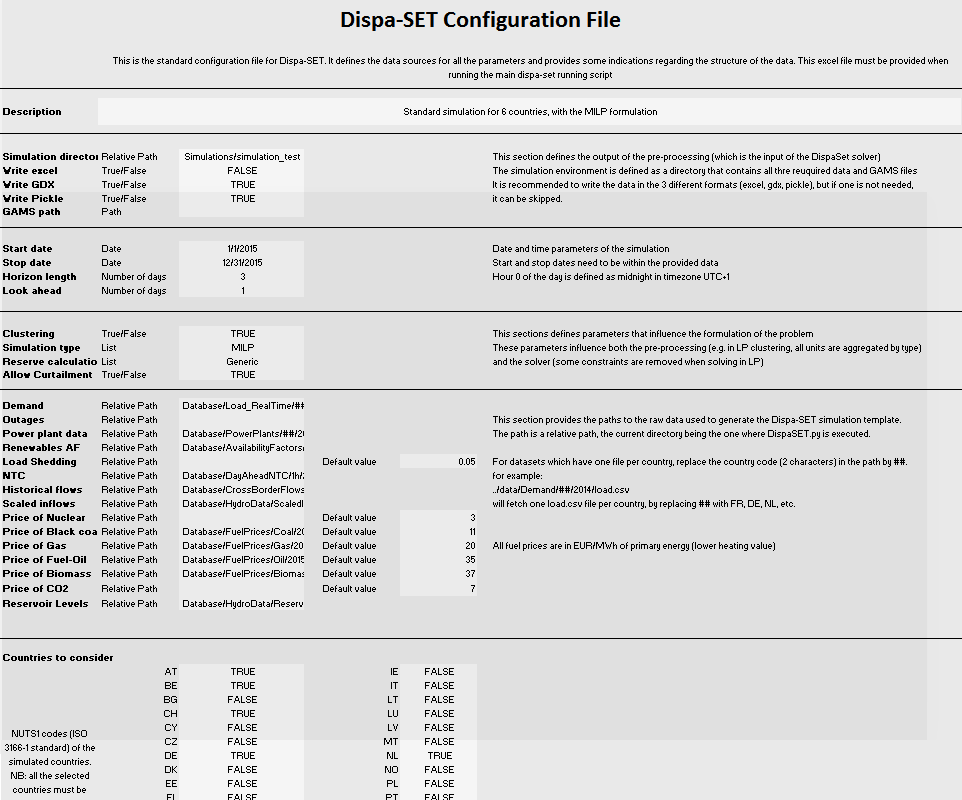 Dispa-SET Configuration File
This is the standard configuration file for Dispa-SET. It defines the data sources for all the parameters and provides some indications regarding the structure of the data. This excel file must be provided when
running the main dispa-set running script
Description Standard simulation for 6 countries, with the MILP formulation
Simulation director Relative Path Simulations/simulation_test This section defines the output of the pre-processing (which is the input of the DispaSet solver)
Write excel True/False FALSE The simulation environment is defined as a directory that contains all thre reuquired data and GAMS files
Write GDX True/False TRUE It is recommended to write the data in the 3 different formats (excel, gdx, pickle), but if one is not needed,
Write Pickle True/False TRUE it can be skipped.
GAMS path Path
Start date Date 1/1/2015 Date and time parameters of the simulation
Stop date Date 12/31/2015 Start and stop dates need to be within the provided data
Horizon length Number of days 3 Hour 0 of the day is defined as midnight in timezone UTC+1
Look ahead Number of days 1
Clustering True/False TRUE This sections defines parameters that influence the formulation of the problem
Simulation type List MILP These parameters influence both the pre-processing (e.g. in LP clustering, all units are aggregated by type)
Reserve calculatio List Generic and the solver (some constraints are removed when solving in LP)
Allow Curtailment True/False TRUE
Demand Relative Path Database/Load_RealTime/##
Outages Relative Path This section provides the paths to the raw data used to generate the Dispa-SET simulation template.
Power plant data Relative Path Database/PowerPlants/##/20 The path is a relative path, the current directory being the one where DispaSET.py is executed.
Renewables AF Relative Path Database/AvailabilityFactors/
Load Shedding Relative Path Default value 0.05 For datasets which have one file per country, replace the country code (2 characters) in the path by ##.
NTC Relative Path Database/DayAheadNTC/1h/2 for example:
Historical flows Relative Path Database/CrossBorderFlows ../data/Demand/##/2014/load.csv
Scaled inflows Relative Path Database/HydroData/Scaledl will fetch one load.csv file per country, by replacing ## with FR, DE, NL, etc.
Price of Nuclear Relative Path Default value 3
Price of Black coa Relative Path Database/FuelPrices/Coal/20 Default value 11
Price of Gas Relative Path Database/FuelPrices/Gas/20 Default value 20 All fuel prices are in EUR/MWh of primary energy (lower heating value)
Price of Fuel-Oil Relative Path Database/FuelPrices/Oil/2015 Default value 35
Price of Biomass Relative Path Database/FuelPrices/Biomas Default value 37
Price of CO2 Relative Path Default value 7
Reservoir Levels Relative Path Database/HydroData/Reserv
Countries to consider
AT TRUE IE FALSE
BE TRUE IT FALSE
BG FALSE LT FALSE
CH TRUE LU FALSE
CY FALSE LV FALSE
NUTS1 codes (ISO
CZ FALSE MT FALSE
3166-1 standard) of the
DE TRUE NL TRUE
simulated countries.
DK FALSE NO FALSE
NB: all the selected
EE FALSE PL FALSE
countries must be
FI FALSE PT FALSE